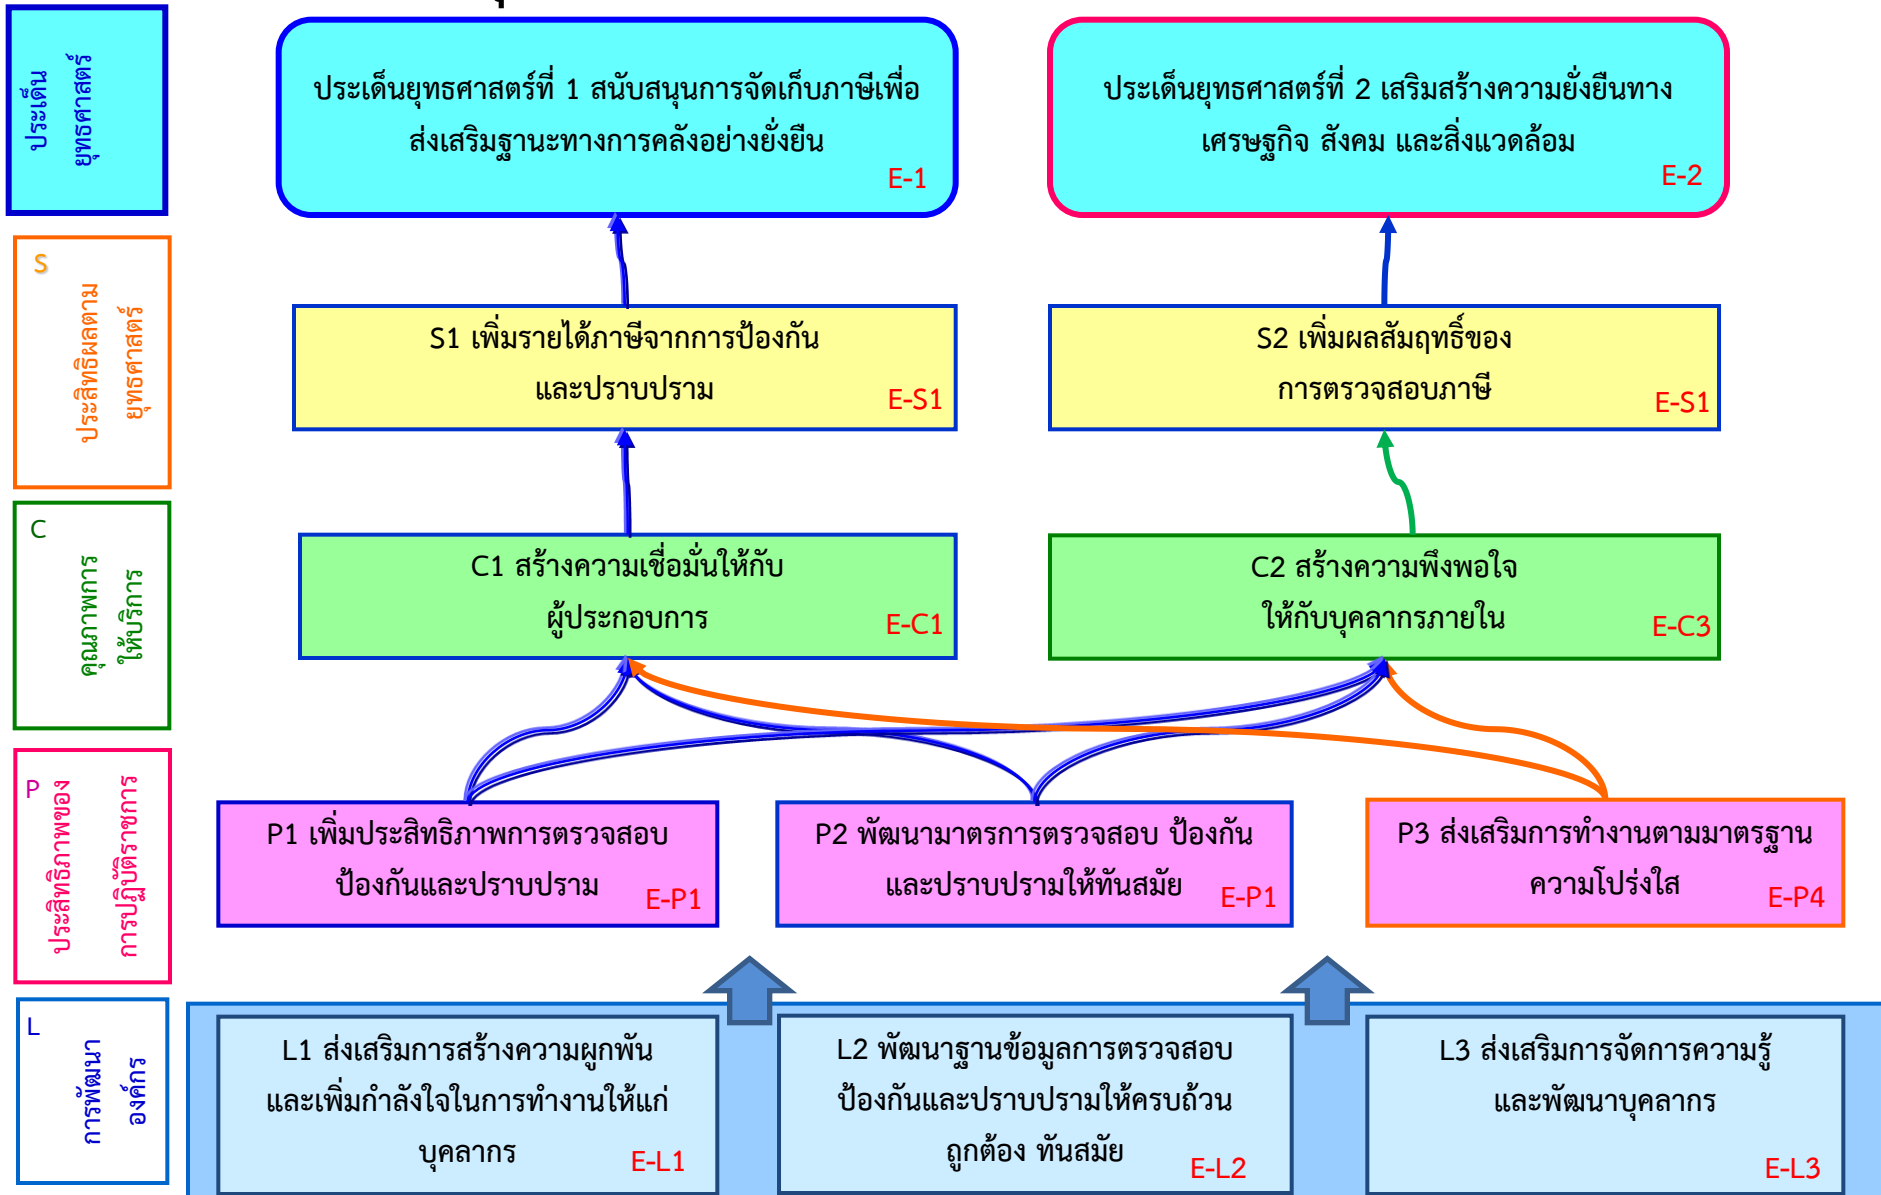 ประเด็น
ยุทธศาสตร์
ประเด็นยุทธศาสตร์ที่ 1 สนับสนุนการจัดเก็บภาษีเพื่อ
ส่งเสริมฐานะทางการคลังอย่างยั่งยืน
E-1
ประเด็นยุทธศาสตร์ที่ 2 เสริมสร้างความยั่งยืนทาง
เศรษฐกิจ สังคม และสิ่งแวดล้อม
E-2
S
ประสิทธิผลตาม
ยุทธศาสตร์
S1 เพิ่มรายได้ภาษีจากการป้องกัน
และปราบปราม
E-S1
S2 เพิ่มผลสัมฤทธิ์ของ
การตรวจสอบภาษี
E-S1
C
คุณภาพการ
ให้บริการ
C1 สร้างความเชื่อมั่นให้กับ
ผู้ประกอบการ
E-C1
C2 สร้างความพึงพอใจ
ให้กับบุคลากรภายใน
E-C3
P
ประสิทธิภาพของ
การปฏิบัติราชการ
P1 เพิ่มประสิทธิภาพการตรวจสอบ
ป้องกันและปราบปราม
E-P1
P2 พัฒนามาตรการตรวจสอบ ป้องกัน
และปราบปรามให้ทันสมัย
E-P1
P3 ส่งเสริมการทำงานตามมาตรฐาน
ความโปร่งใส
E-P4
L
การพัฒนา
องค์กร
L1 ส่งเสริมการสร้างความผูกพัน
และเพิ่มกำลังใจในการทำงานให้แก่
บุคลากร
E-L1
L2 พัฒนาฐานข้อมูลการตรวจสอบ
ป้องกันและปราบปรามให้ครบถ้วน
ถูกต้อง ทันสมัย
E-L2
L3 ส่งเสริมการจัดการความรู้
และพัฒนาบุคลากร
E-L3